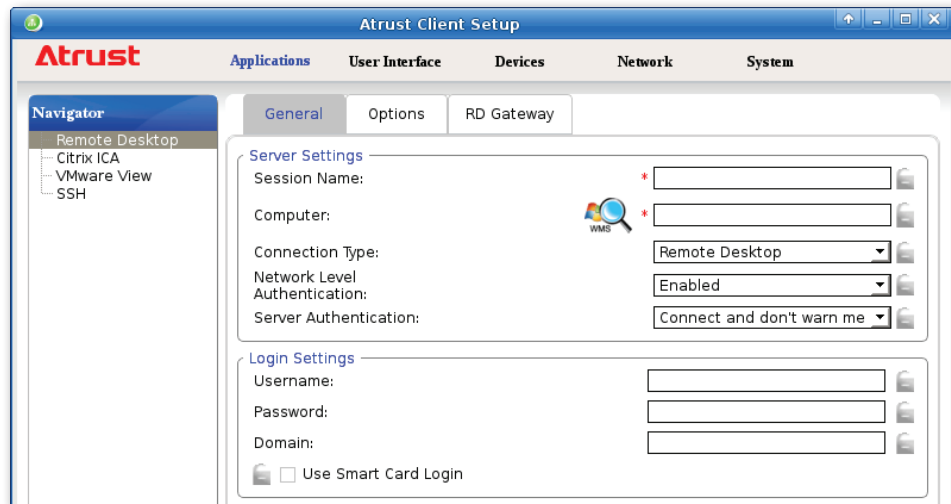 Atrust Client Setup
Atrust
Applications User Interface Devices Network System
Navigator
Remote Desktop
Citrix ICA
VMware View
SSH
General Options RD Gateway
Server Settings
Session Name: *
Computer: WMS *
Connection Type: Remote Desktop
Network Level
Authentication: Enabled
Server Authentication: Connect and don't warn me
Login Settings
Username:
Password:
Domain:
Use Smart Card Login